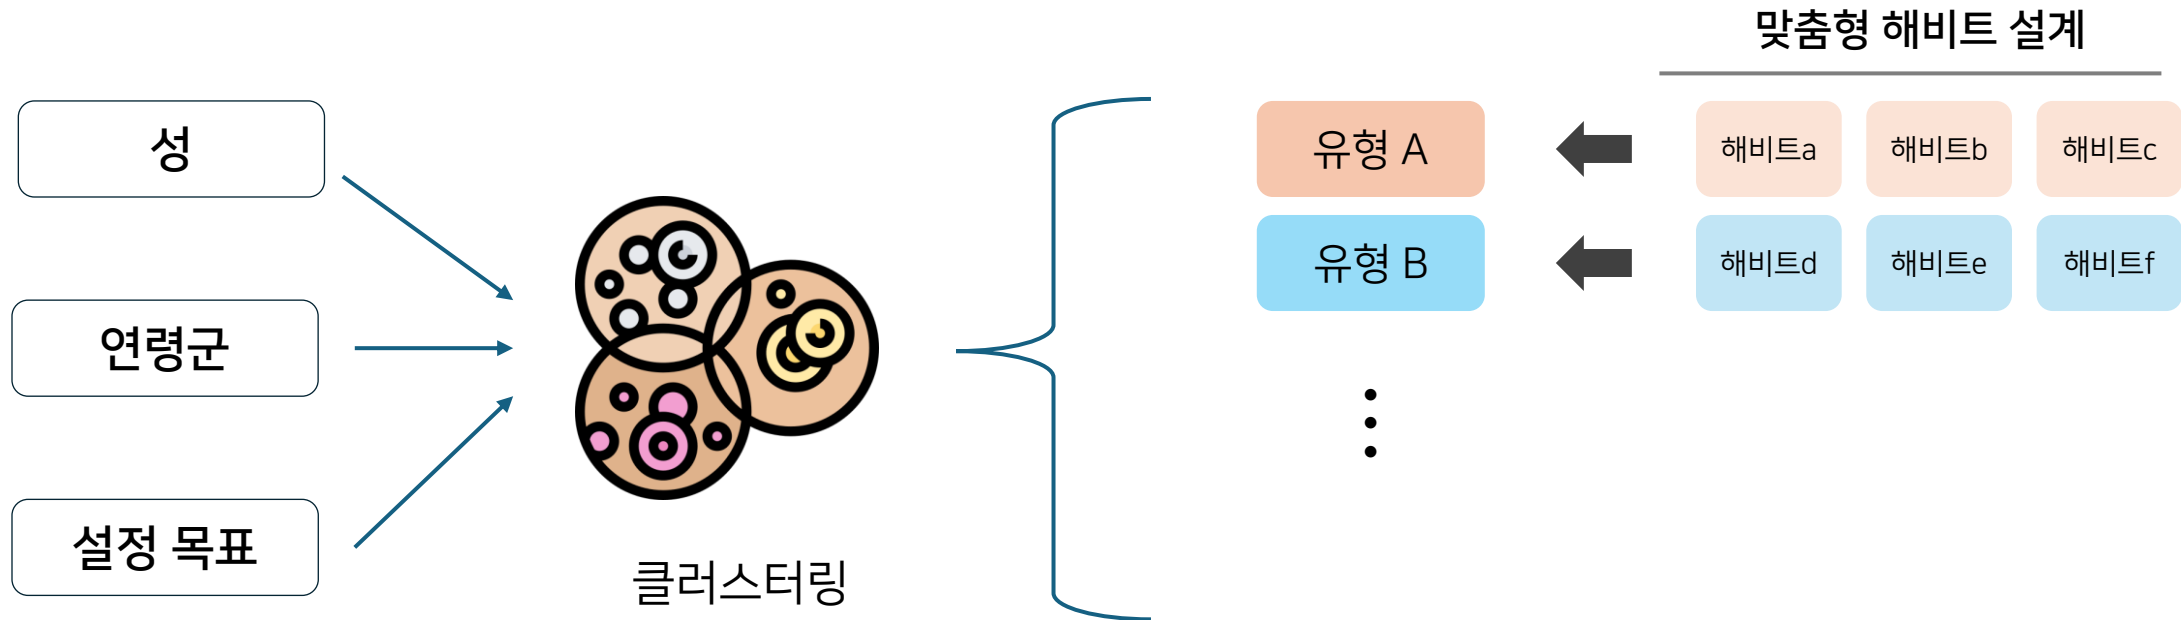 맞춤형 해비트 설계
성
연령군
설정 목표
클러스터링
유형 A
해비트a
해비트b
해비트c
유형 B
해비트d
해비트e
해비트f